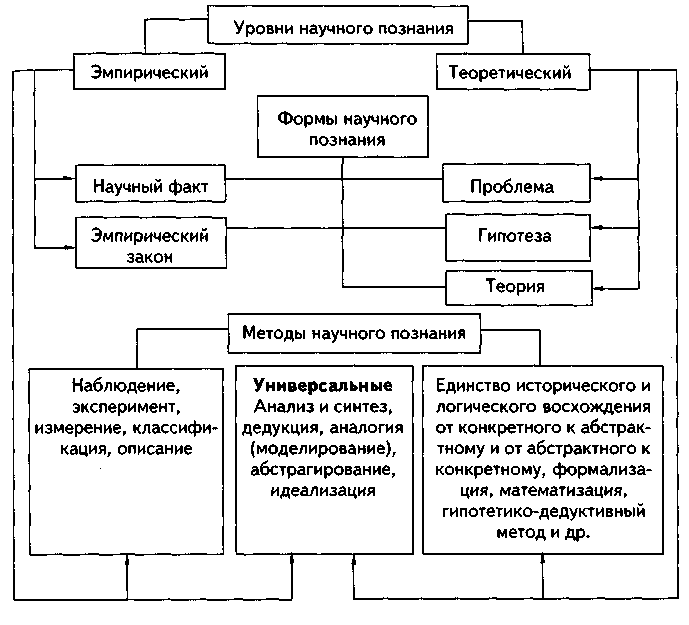 Уровни научного познания
Эмпирический
Теоретический
Формы научного
познания
Научный факт
Проблема
Эмпирический
закон
Гипотеза
Теория
Методы научного познания
Наблюдение,
эксперимент,
измерение, классифи-
кация, описание
Универсальные
Анализ и синтез,
дедукция, аналогия
(моделирование),
абстрагирование,
идеализация
Единство исторического и
логического восхождения
от конкретного к абстрак-
тному и от абстрактного к
конкретному, формализа-
ция, математизация,
гипотетико-дедуктивный
метод и др.